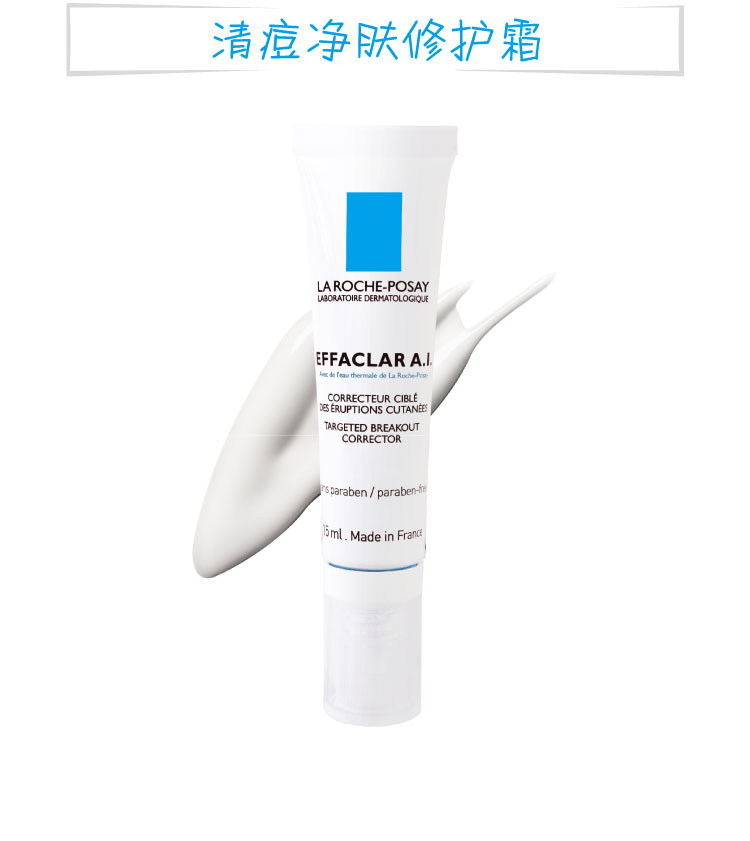 清痘净肤修护霜
LA ROCHE-POSAY
LABORATOIRE DERMATOLOGIQUE
EFFACLAR A.I.
Avec de l'eau thermale de La Roche-Posay
CORRECTEUR CIBLÉ
DES ÉRUPTIONS CUTANÉES
TARGETED BREAKOUT
CORRECTOR
paraben / paraben-free
15 ml . Made in France